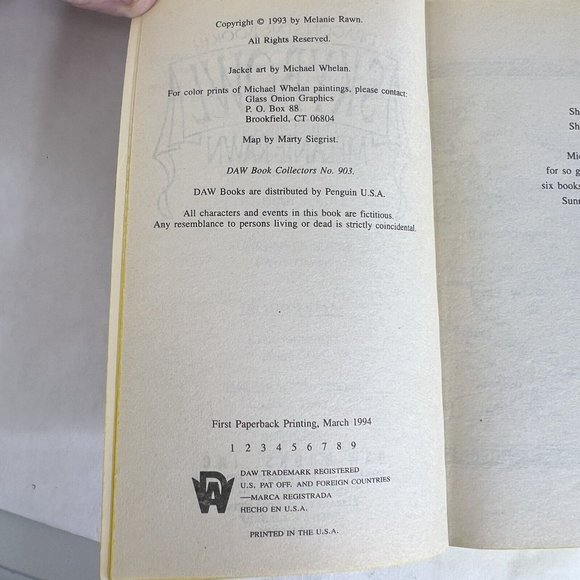 Copyright © 1993 by Melanie Rawn.
All Rights Reserved.
Jacket art by Michael Whelan.
For color prints of Michael Whelan paintings, please contact:
Glass Onion Graphics
P. O. Box 88
Brookfield, CT 06804
Map by Marty Siegrist.
DAW Book Collectors No. 903.
DAW Books are distributed by Penguin U.S.A.
All characters and events in this book are fictitious.
Any resemblance to persons living or dead is strictly coincidental.
First Paperback Printing, March 1994
1 2 3 4 5 6 7 8 9
DAW TRADEMARK REGISTERED
U.S. PAT OFF. AND FOREIGN COUNTRIES
—MARCA REGISTRADA
HECHO EN U.S.A.
PRINTED IN THE U.S.A.
for so
six books